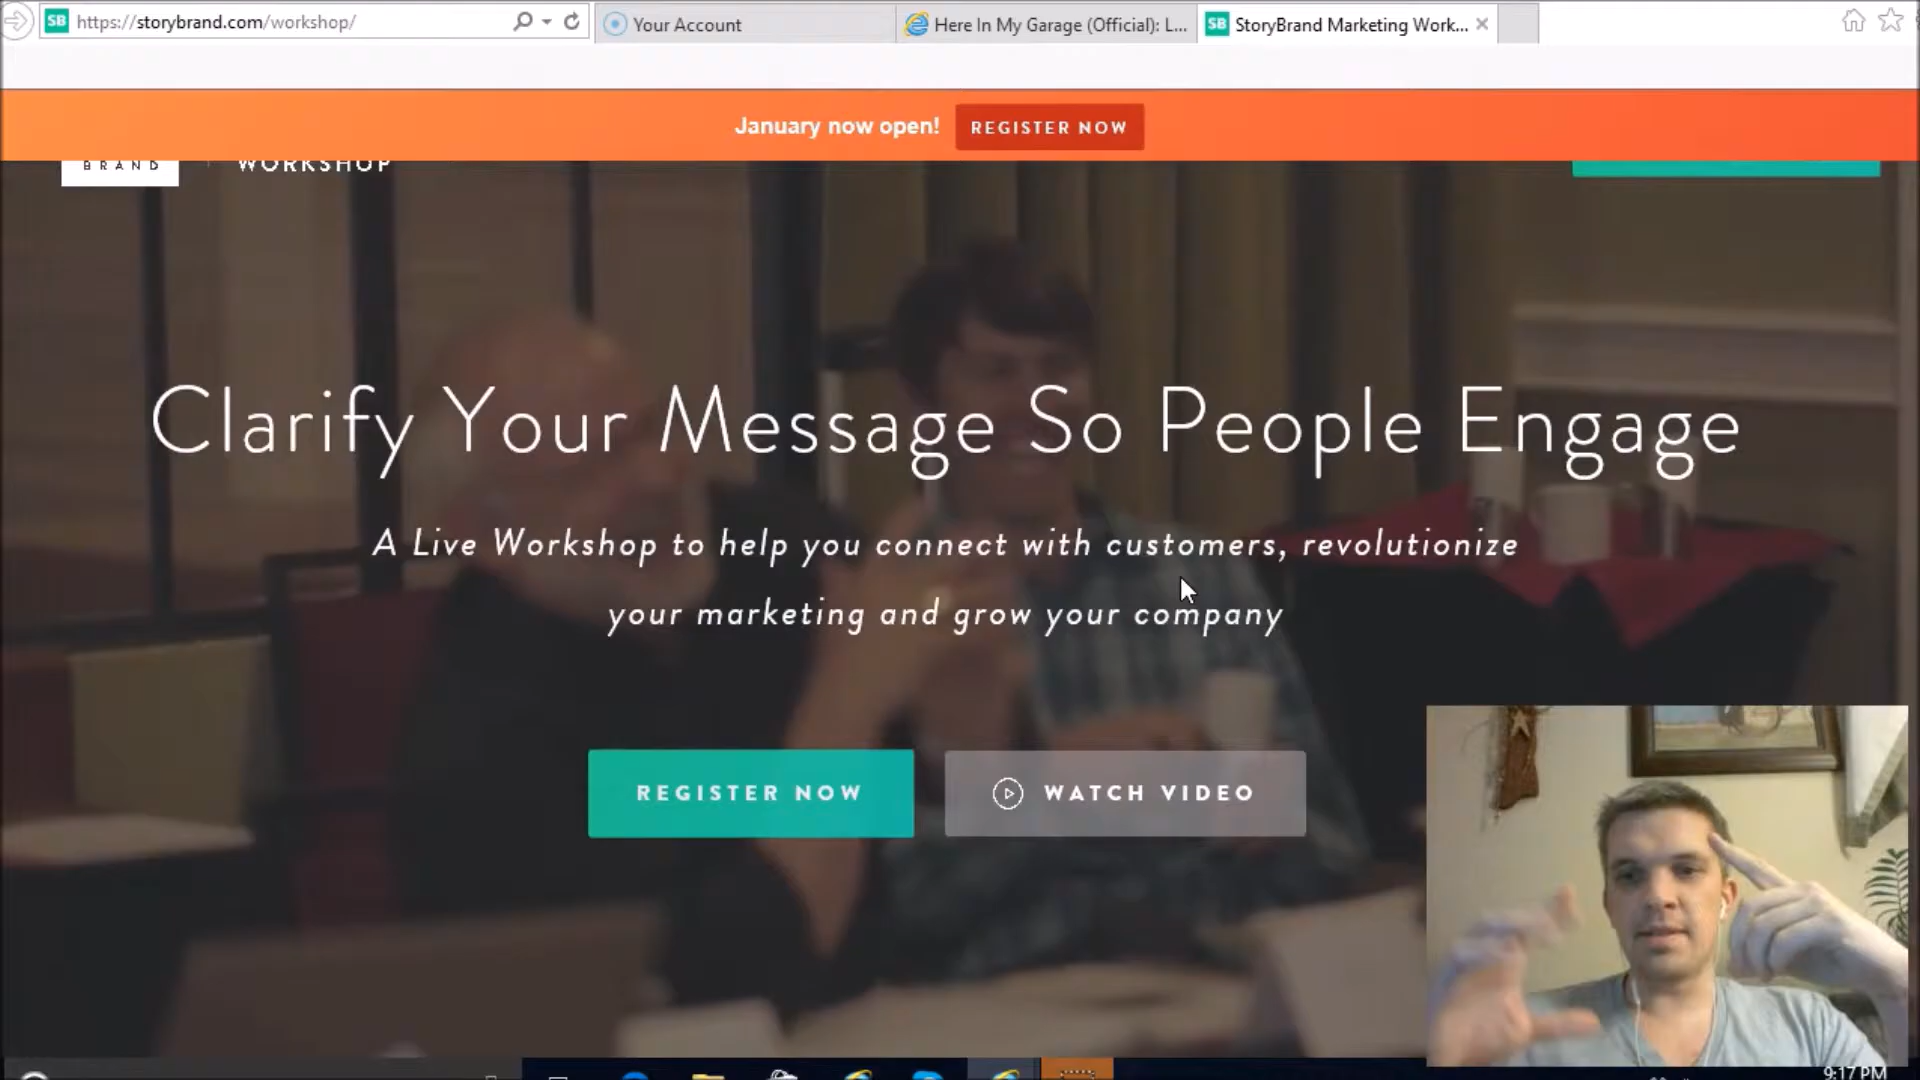 SB https://storybrand.com/workshop/
Your Account
Here In My Garage (Official): L...
SB StoryBrand Marketing Work...
January now open!
REGISTER NOW
BRAND
WORKSHOP
Clarify Your Message So People Engage
A Live Workshop to help you connect with customers, revolutionize
your marketing and grow your company
REGISTER NOW
WATCH VIDEO
9:17 PM